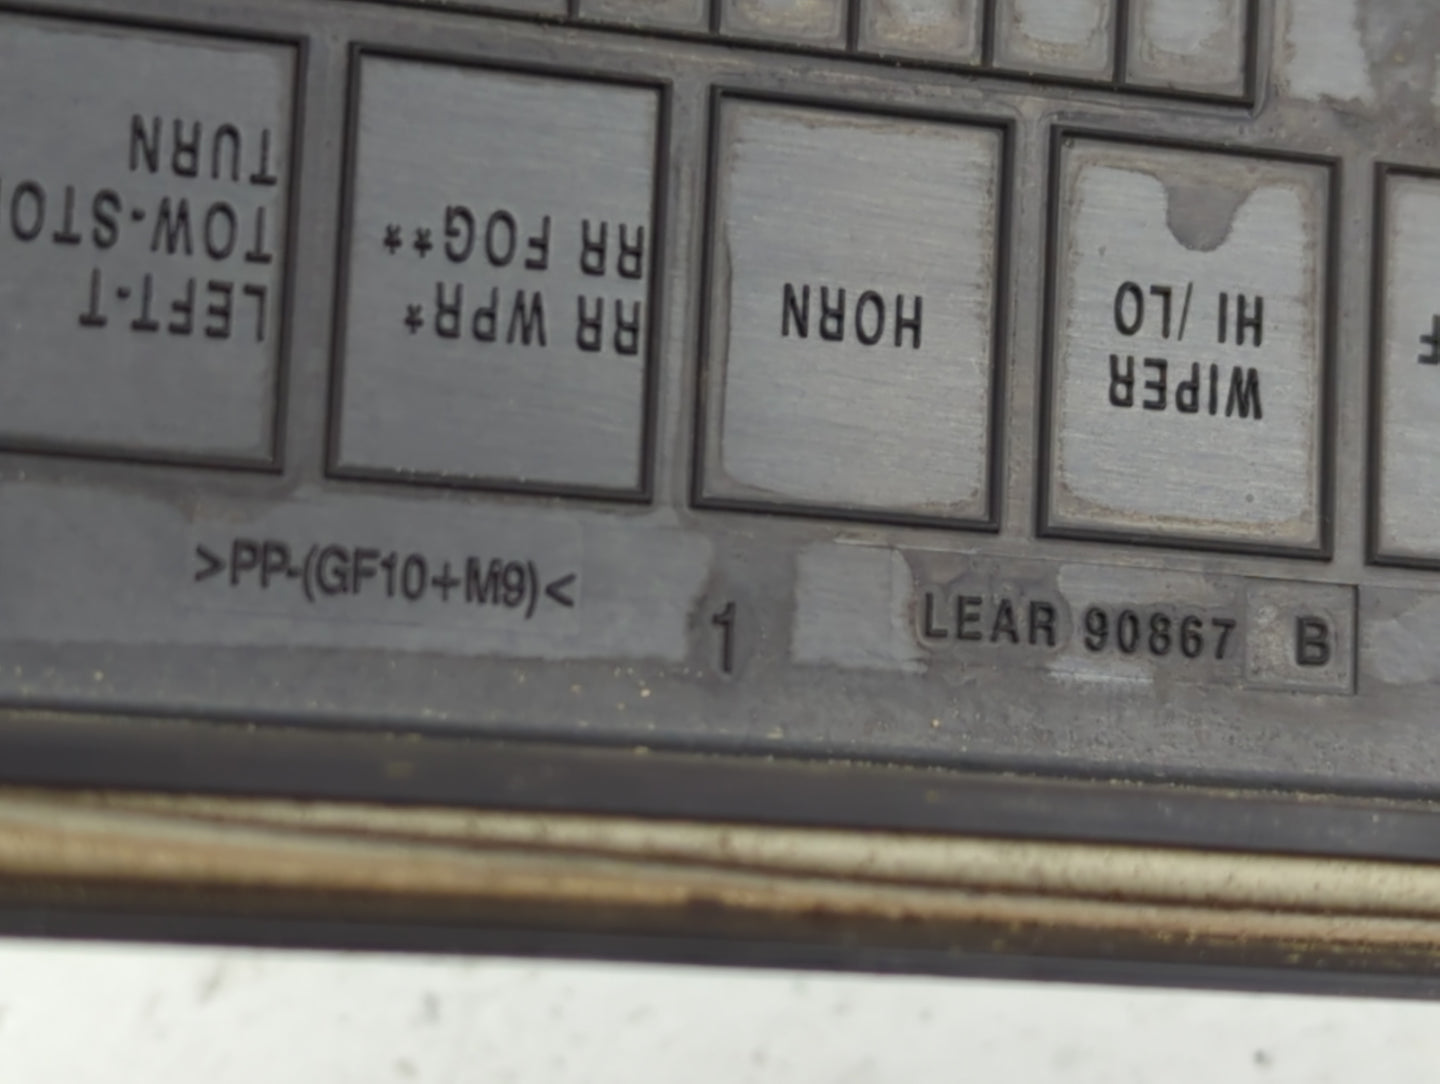 LEFT-T
TOW-STO
TURN
RR WPR*
RR FOG**
HORN
WIPER
HI / LO
F
>PP-(GF10+M9)<
1
LEAR 90867 B